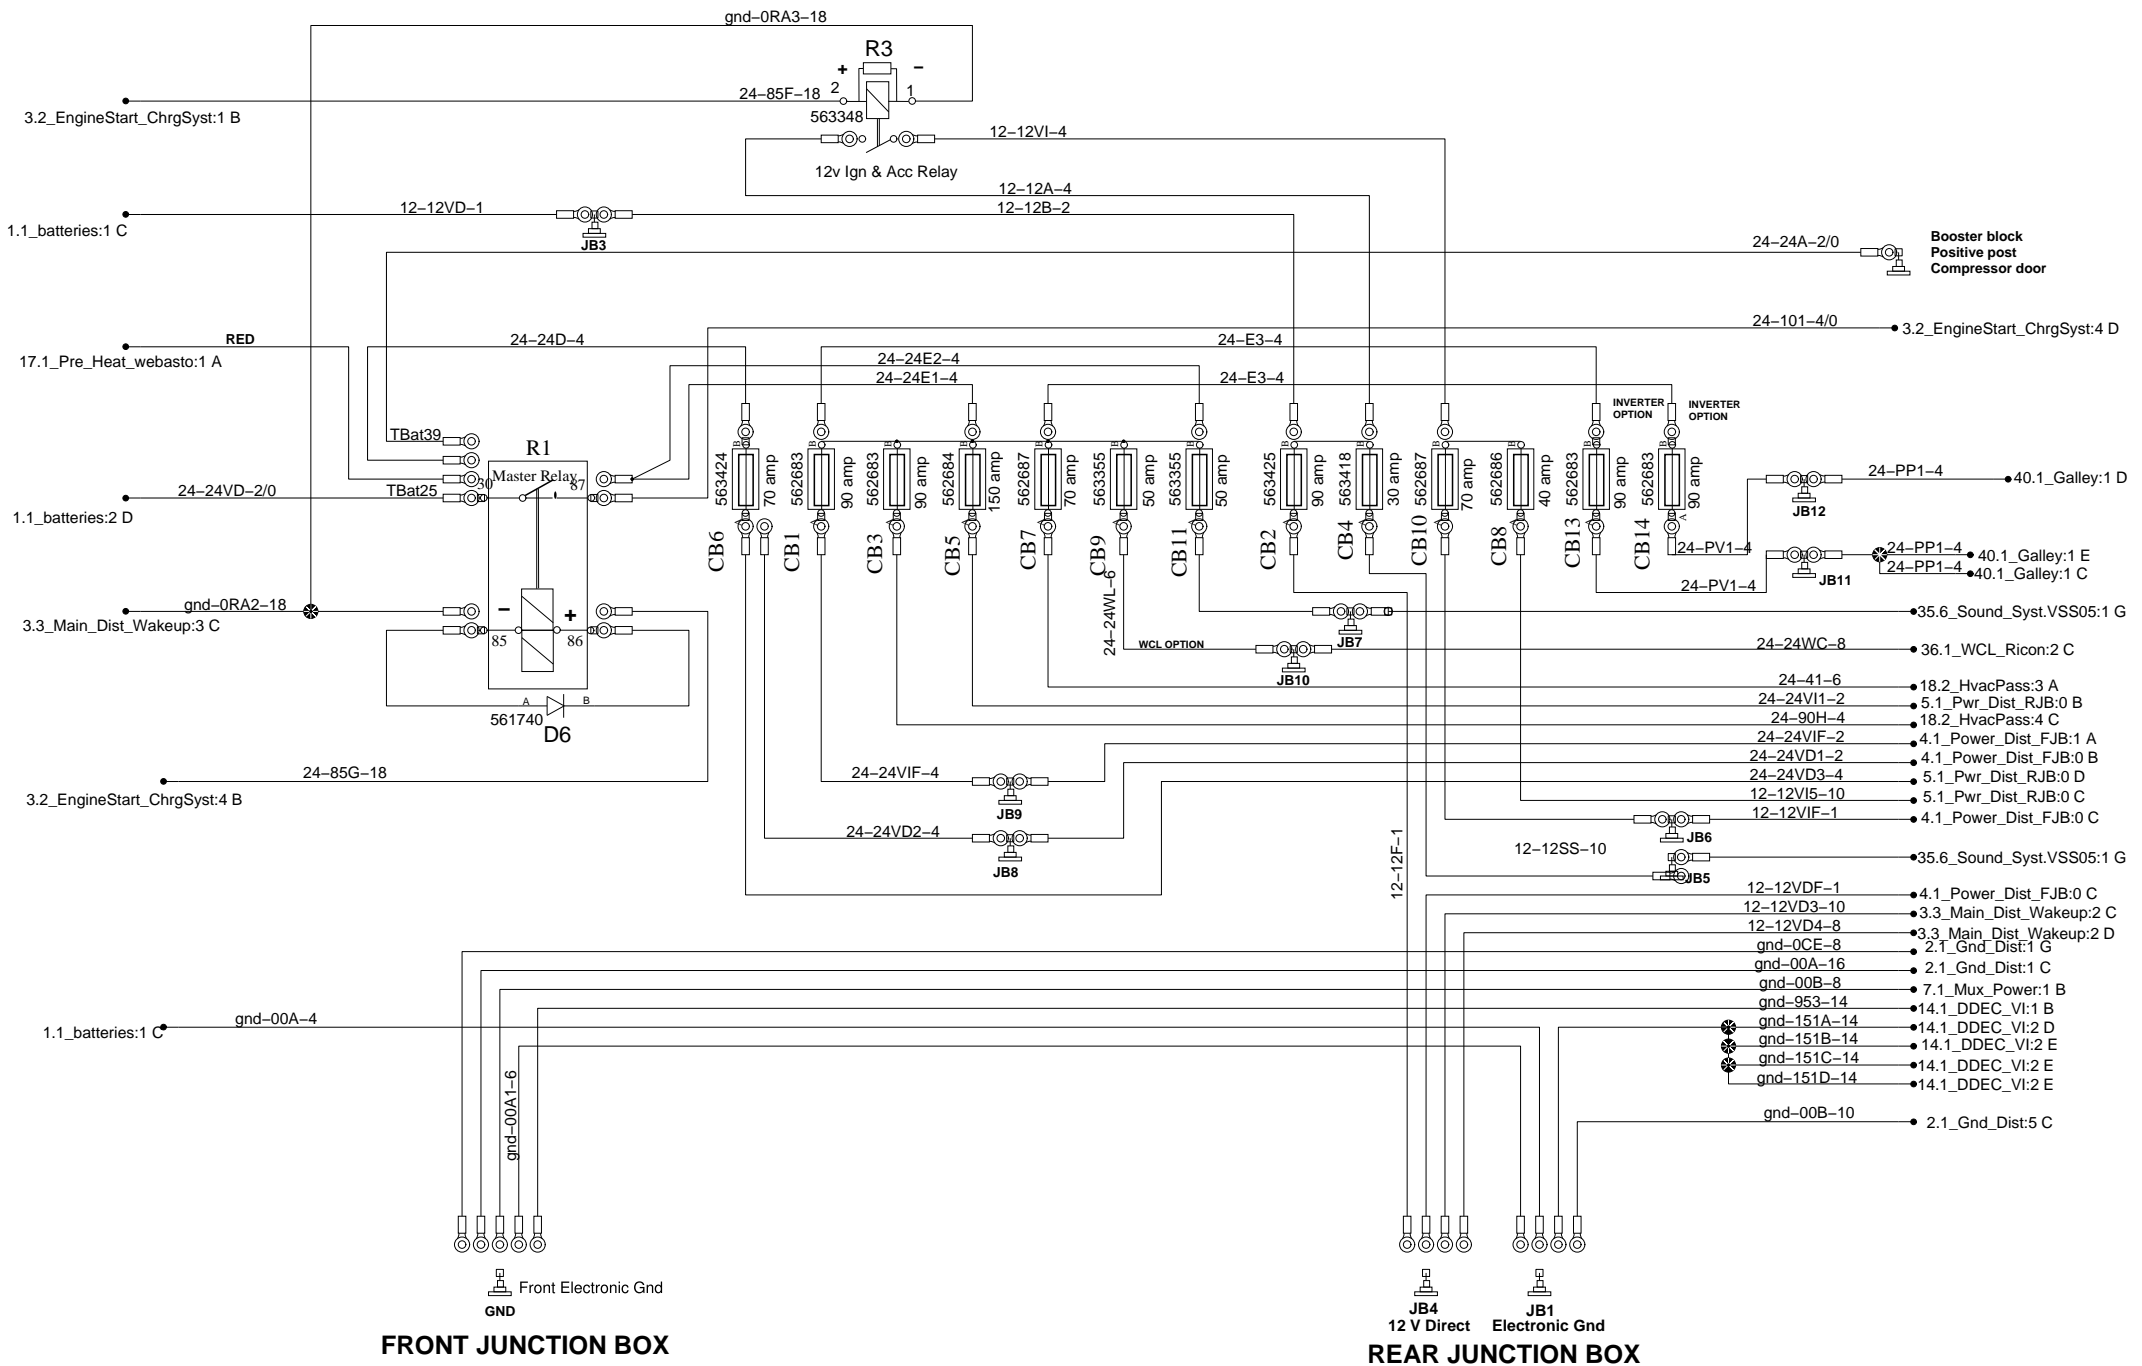 gnd-0RA3-18
R3
+
-
24-85F-18
2
1
3.2_EngineStart_ChrgSyst:1 B
563348
12-12VI-4
12v Ign & Acc Relay
12-12A-4
12-12VD-1
12-12B-2
1.1_batteries:1 C
JB3
24-24A-2/0
Booster block
Positive post
Compressor door
24-101-4/0
3.2_EngineStart_ChrgSyst:4 D
RED
24-24D-4
24-E3-4
17.1_Pre_Heat_webasto:1 A
24-24E2-4
24-24E1-4
24-E3-4
INVERTER
OPTION
INVERTER
OPTION
TBat39
R1
Master Relay
30
87
TBat25
24-24VD-2/0
1.1_batteries:2 D
B
563424
70 amp
A
CB6
B
562683
90 amp
A
CB1
B
562683
90 amp
A
CB3
B
562684
150 amp
A
CB5
B
562687
70 amp
A
CB7
B
563355
50 amp
A
CB9
B
563355
50 amp
A
CB11
B
563425
90 amp
A
CB2
B
563418
30 amp
A
CB4
B
562687
70 amp
A
CB10
B
562686
40 amp
A
CB8
B
562683
90 amp
A
CB13
B
562683
90 amp
A
CB14
24-PP1-4
40.1_Galley:1 D
JB12
24-PV1-4
24-PP1-4
40.1_Galley:1 E
24-PP1-4
40.1_Galley:1 C
JB11
24-PV1-4
gnd-0RA2-18
3.3_Main_Dist_Wakeup:3 C
-
+
85
86
24-24WL-6
35.6_Sound_Syst.VSS05:1 G
JB7
WCL OPTION
24-24WC-8
36.1_WCL_Ricon:2 C
JB10
24-41-6
18.2_HvacPass:3 A
A
B
561740
D6
24-24VI1-2
5.1_Pwr_Dist_RJB:0 B
24-90H-4
18.2_HvacPass:4 C
24-24VIF-2
4.1_Power_Dist_FJB:1 A
24-24VD1-2
4.1_Power_Dist_FJB:0 B
24-85G-18
3.2_EngineStart_ChrgSyst:4 B
24-24VIF-4
JB9
24-24VD3-4
5.1_Pwr_Dist_RJB:0 D
12-12VI5-10
5.1_Pwr_Dist_RJB:0 C
12-12VIF-1
4.1_Power_Dist_FJB:0 C
24-24VD2-4
JB8
JB6
12-12F-1
12-12SS-10
35.6_Sound_Syst.VSS05:1 G
JB5
12-12VDF-1
4.1_Power_Dist_FJB:0 C
12-12VD3-10
3.3_Main_Dist_Wakeup:2 C
12-12VD4-8
3.3_Main_Dist_Wakeup:2 D
gnd-0CE-8
2.1_Gnd_Dist:1 G
gnd-00A-16
2.1_Gnd_Dist:1 C
gnd-00B-8
7.1_Mux_Power:1 B
gnd-953-14
14.1_DDEC_VI:1 B
gnd-00A-4
1.1_batteries:1 C
gnd-151A-14
14.1_DDEC_VI:2 D
gnd-151B-14
14.1_DDEC_VI:2 E
gnd-151C-14
14.1_DDEC_VI:2 E
gnd-151D-14
14.1_DDEC_VI:2 E
gnd-00A1-6
gnd-00B-10
2.1_Gnd_Dist:5 C
Front Electronic Gnd
GND
JB4
12 V Direct
JB1
Electronic Gnd
FRONT JUNCTION BOX
REAR JUNCTION BOX